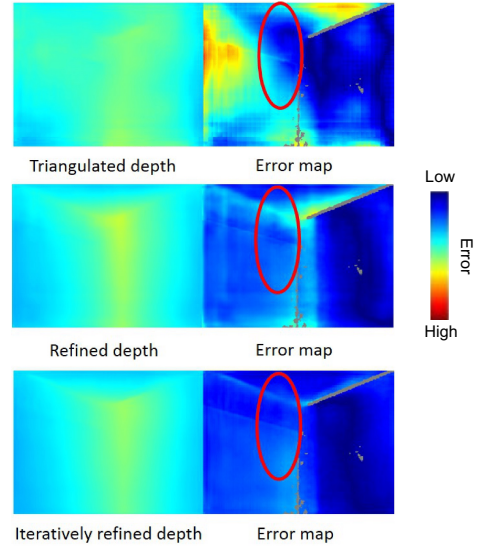 Triangulated depth
Error map
Low
Error
High
Refined depth
Error map
Iteratively refined depth
Error map